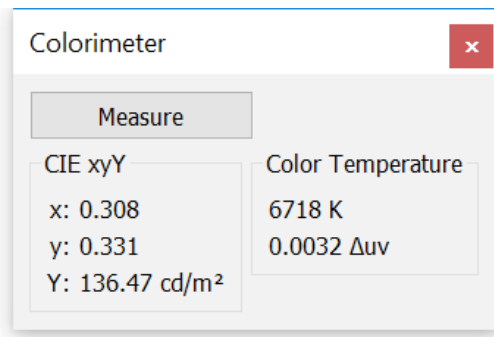 Colorimeter
Measure
CIE xyY
x: 0.308
y: 0.331
Y: 136.47 cd/m²
Color Temperature
6718 K
0.0032 Δuv